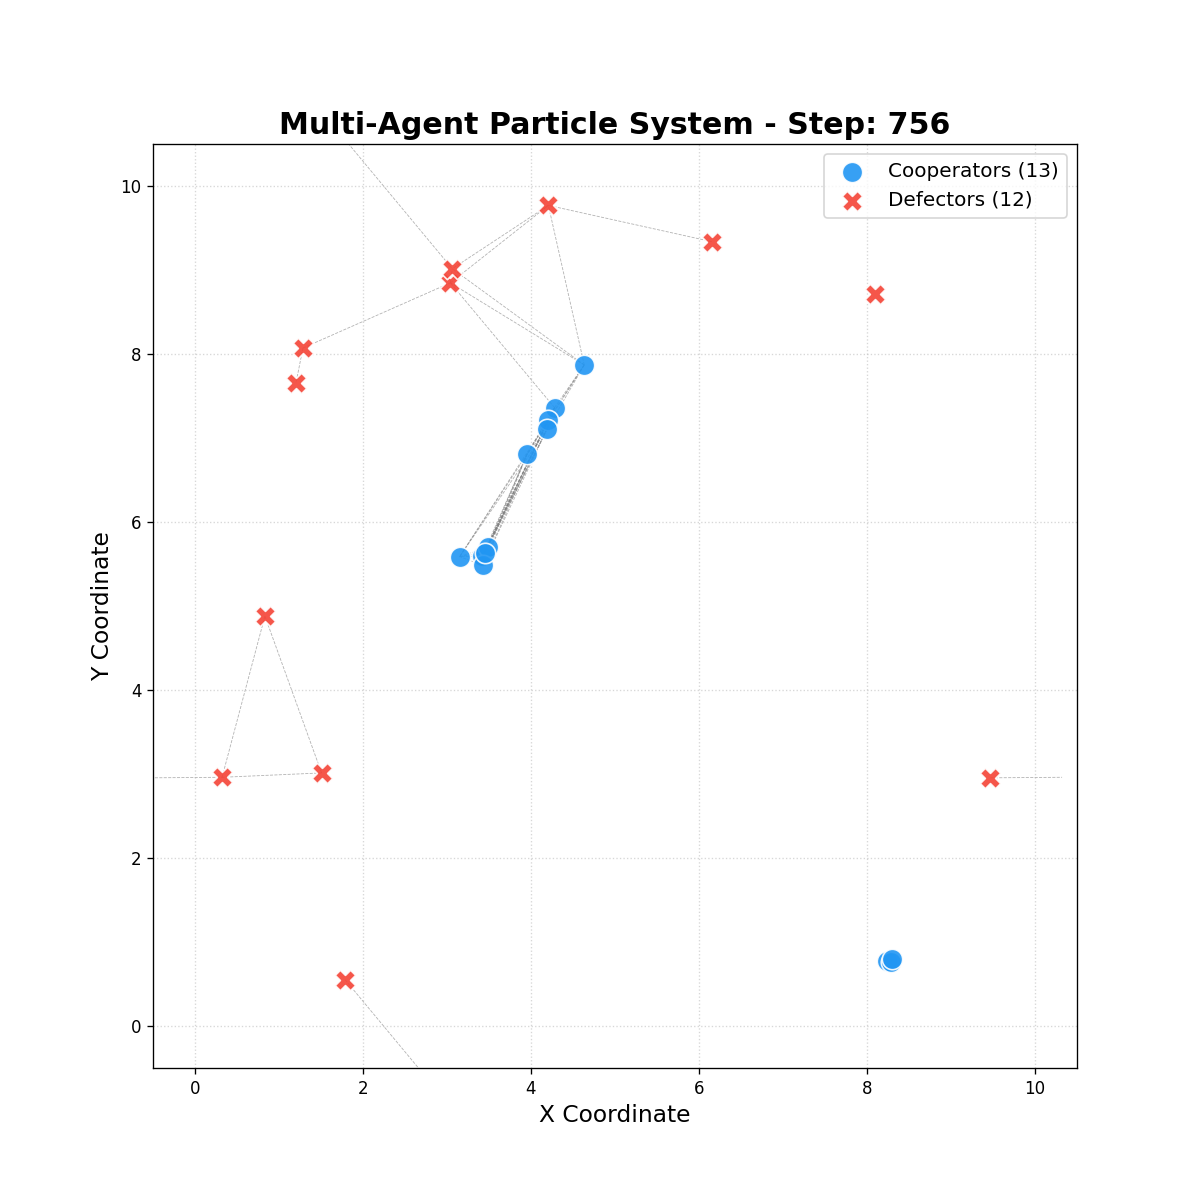 Multi-Agent Particle System - Step: 756
Cooperators (13)
Defectors (12)
10
8
6
4
2
0
Y Coordinate
0 2 4 6 8 10
X Coordinate